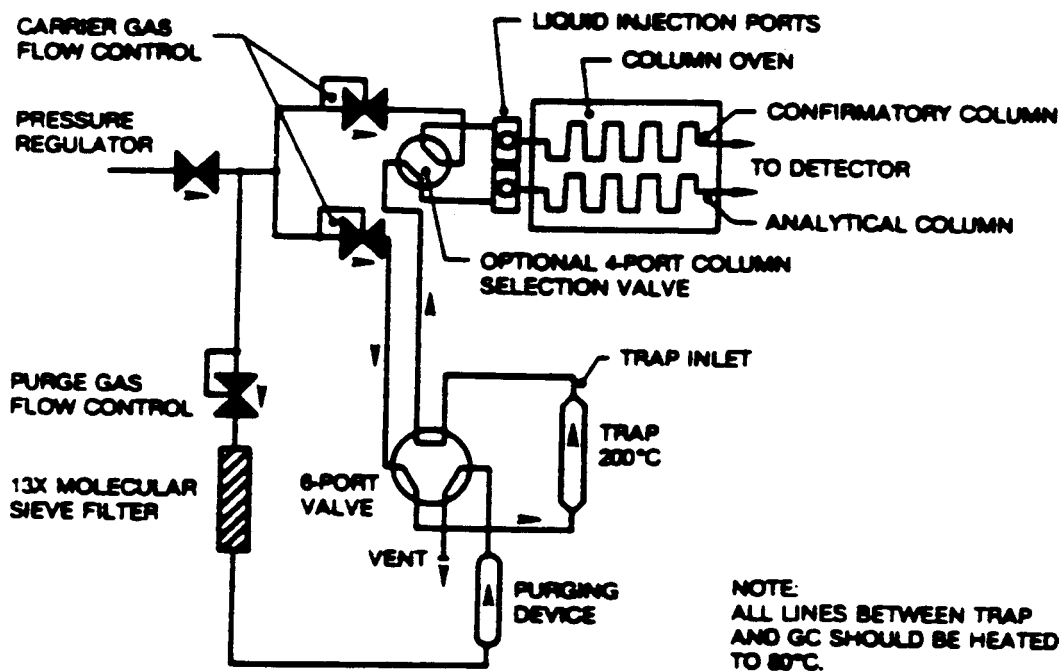 CARRIER GAS
FLOW CONTROL
LIQUID INJECTION PORTS
COLUMN OVEN
PRESSURE
REGULATOR
CONFIRMATORY COLUMN
TO DETECTOR
ANALYTICAL COLUMN
OPTIONAL 4-PORT COLUMN
SELECTION VALVE
PURGE GAS
FLOW CONTROL
TRAP INLET
TRAP
200°C
13X MOLECULAR
SIEVE FILTER
6-PORT
VALVE
VENT
PURGING
DEVICE
NOTE:
ALL LINES BETWEEN TRAP
AND GC SHOULD BE HEATED
TO 80°C.